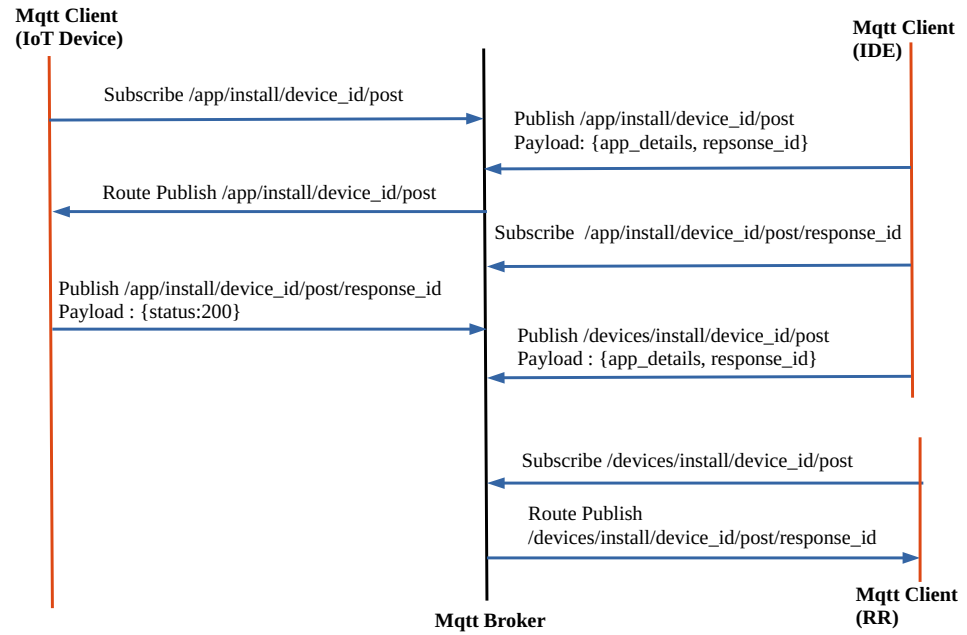 Mqtt Client
(IoT Device)
Mqtt Client
(IDE)
Subscribe /app/install/device_id/post
Publish /app/install/device_id/post
Payload: {app_details, repsonse_id}
Route Publish /app/install/device_id/post
Subscribe  /app/install/device_id/post/response_id
Publish /app/install/device_id/post/response_id
Payload : {status:200}
Publish /devices/install/device_id/post
Payload : {app_details, response_id}
Subscribe /devices/install/device_id/post
Route Publish
/devices/install/device_id/post/response_id
Mqtt Client
(RR)
Mqtt Broker